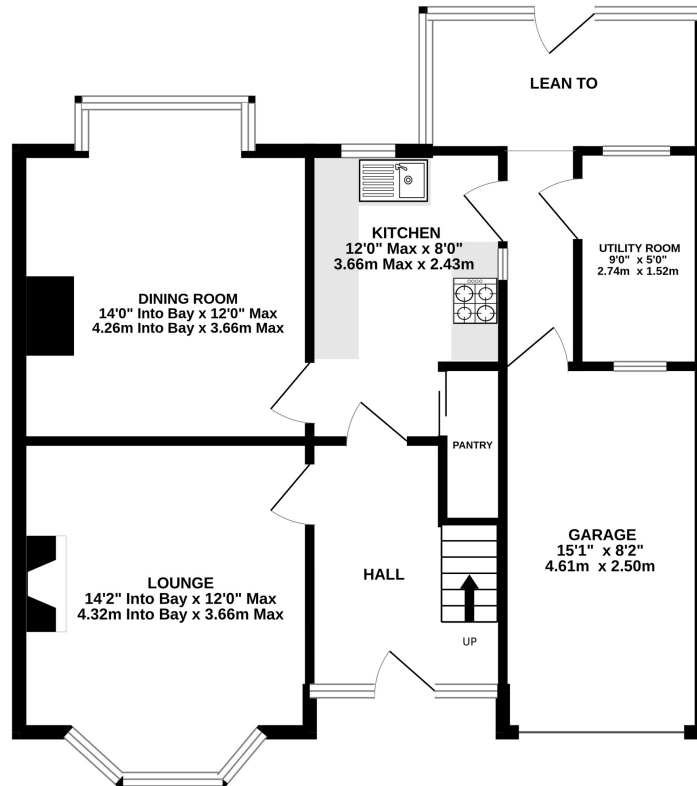 LEAN TO
KITCHEN
12'0" Max x 8'0"
3.66m Max x 2.43m
UTILITY ROOM
9'0" x 5'0"
2.74m x 1.52m
DINING ROOM
14'0" Into Bay x 12'0" Max
4.26m Into Bay x 3.66m Max
PANTRY
GARAGE
15'1" x 8'2"
4.61m x 2.50m
LOUNGE
14'2" Into Bay x 12'0" Max
4.32m Into Bay x 3.66m Max
HALL
UP